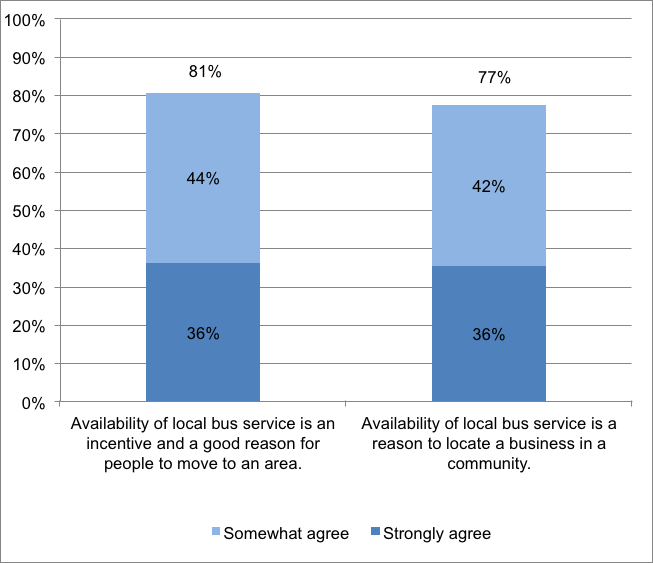 100%
90%
80%
70%
60%
50%
40%
30%
20%
10%
0%
81%
77%
44%
42%
36%
36%
Availability of local bus service is an
incentive and a good reason for
people to move to an area.
Availability of local bus service is a
reason to locate a business in a
community.
Somewhat agree
Strongly agree